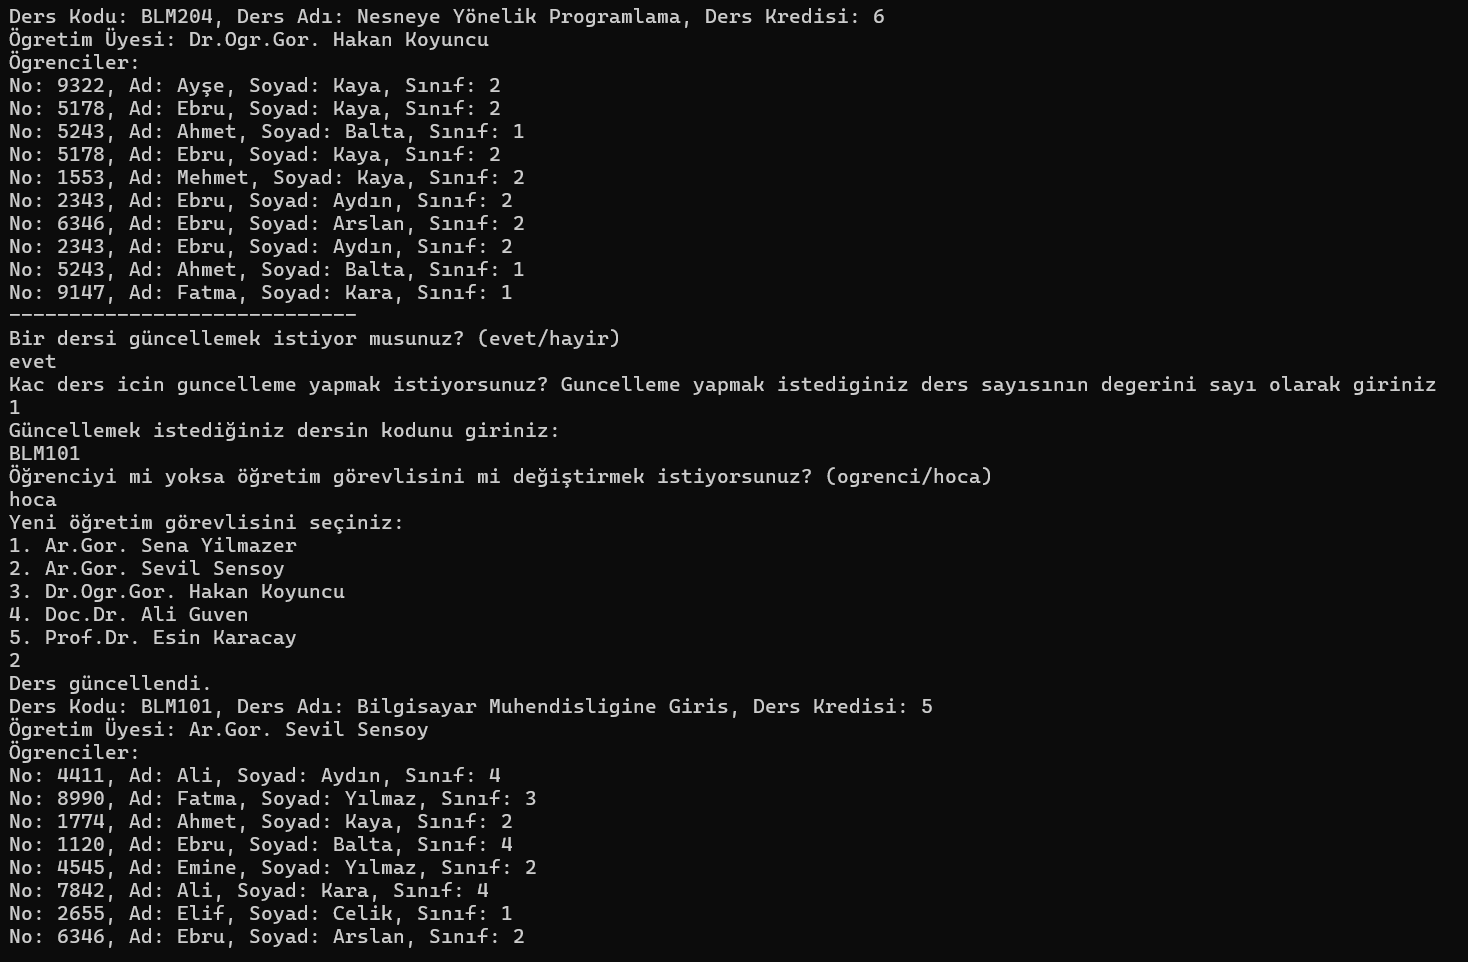 Ders Kodu: BLM204, Ders Adı: Nesneye Yönelik Programlama, Ders Kredisi: 6
Ögretim Üyesi: Dr.Ogr.Gor. Hakan Koyuncu
Ögrenciler:
No: 9322, Ad: Ayşe, Soyad: Kaya, Sınıf: 2
No: 5178, Ad: Ebru, Soyad: Kaya, Sınıf: 2
No: 5243, Ad: Ahmet, Soyad: Balta, Sınıf: 1
No: 5178, Ad: Ebru, Soyad: Kaya, Sınıf: 2
No: 1553, Ad: Mehmet, Soyad: Kaya, Sınıf: 2
No: 2343, Ad: Ebru, Soyad: Aydın, Sınıf: 2
No: 6346, Ad: Ebru, Soyad: Arslan, Sınıf: 2
No: 2343, Ad: Ebru, Soyad: Aydın, Sınıf: 2
No: 5243, Ad: Ahmet, Soyad: Balta, Sınıf: 1
No: 9147, Ad: Fatma, Soyad: Kara, Sınıf: 1
-----------------------------
Bir dersi güncellemek istiyor musunuz? (evet/hayir)
evet
Kac ders icin guncelleme yapmak istiyorsunuz? Guncelleme yapmak istediginiz ders sayısının degerini sayı olarak giriniz
1
Güncellemek istediğiniz dersin kodunu giriniz:
BLM101
Öğrenciyi mi yoksa öğretim görevlisini mi değiştirmek istiyorsunuz? (ogrenci/hoca)
hoca
Yeni öğretim görevlisini seçiniz:
1. Ar.Gor. Sena Yilmazer
2. Ar.Gor. Sevil Sensoy
3. Dr.Ogr.Gor. Hakan Koyuncu
4. Doc.Dr. Ali Guven
5. Prof.Dr. Esin Karacay
2
Ders güncellendi.
Ders Kodu: BLM101, Ders Adı: Bilgisayar Muhendisligine Giris, Ders Kredisi: 5
Ögretim Üyesi: Ar.Gor. Sevil Sensoy
Ögrenciler:
No: 4411, Ad: Ali, Soyad: Aydın, Sınıf: 4
No: 8990, Ad: Fatma, Soyad: Yılmaz, Sınıf: 3
No: 1774, Ad: Ahmet, Soyad: Kaya, Sınıf: 2
No: 1120, Ad: Ebru, Soyad: Balta, Sınıf: 4
No: 4545, Ad: Emine, Soyad: Yılmaz, Sınıf: 2
No: 7842, Ad: Ali, Soyad: Kara, Sınıf: 4
No: 2655, Ad: Elif, Soyad: Celik, Sınıf: 1
No: 6346, Ad: Ebru, Soyad: Arslan, Sınıf: 2